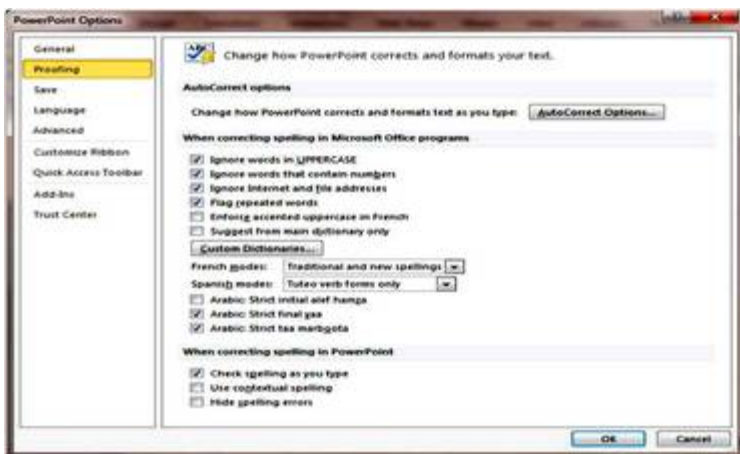 PowerPoint Options
General
Proofing
Save
Language
Advanced
Customize Ribbon
Quick Access Toolbar
Add-Ins
Trust Center
ABC
Change how PowerPoint corrects and formats your text.
AutoCorrect options
Change how PowerPoint corrects and formats text as you type: AutoCorrect Options...
When correcting spelling in Microsoft Office programs
Ignore words in UPPERCASE
Ignore words that contain numbers
Ignore Internet and file addresses
Flag repeated words
Enforce accented uppercase in French
Suggest from main dictionary only
Custom Dictionaries...
French modes: Traditional and new spellings
Spanish modes: Tuteo verb forms only
Arabic: Strict initial alef hamza
Arabic: Strict final yaa
Arabic: Strict taa marboota
When correcting spelling in PowerPoint
Check spelling as you type
Use contextual spelling
Hide spelling errors
OK Cancel